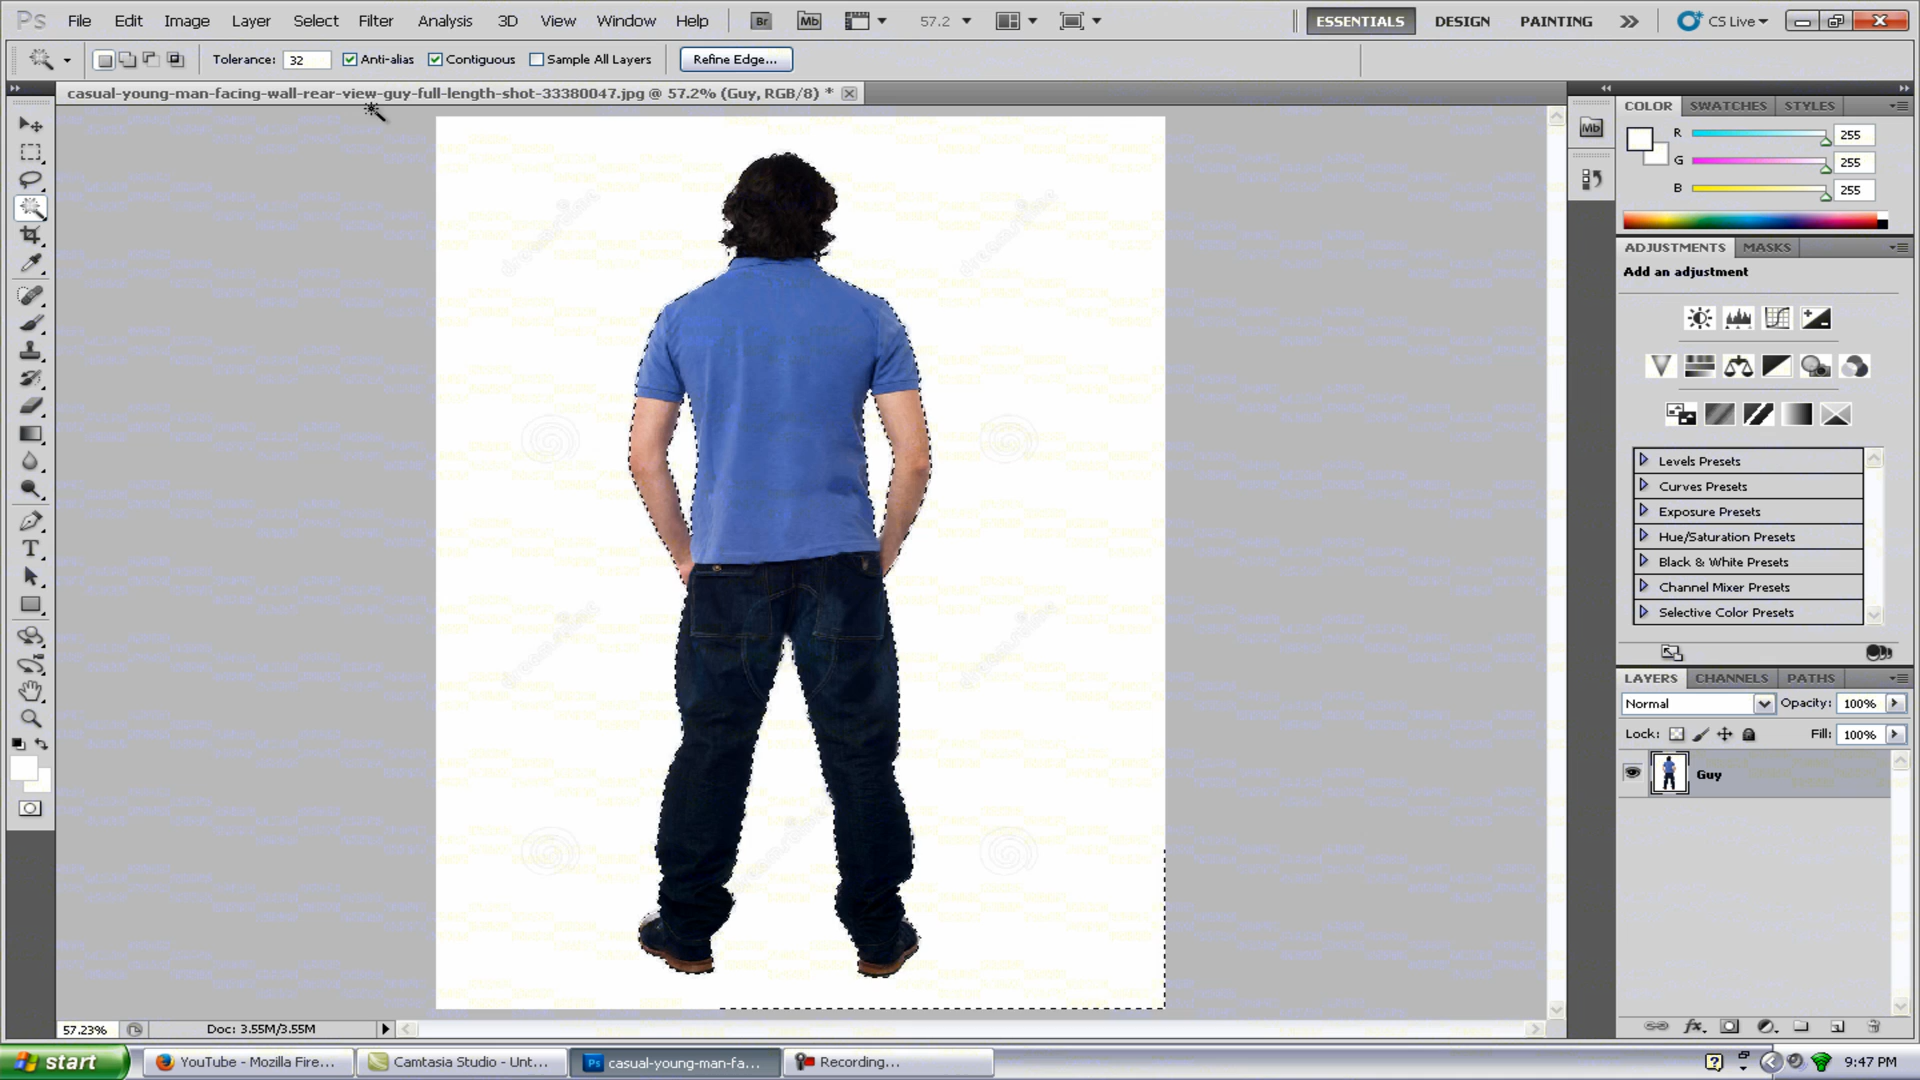 Ps File Edit Image Layer Select Filter Analysis 3D View Window Help Br Mb 57.2 ESSENTIALS DESIGN PAINTING CS Live
Tolerance: 32 Anti-alias Contiguous Sample All Layers Refine Edge...
casual-young-man-facing-wall-rear-view-guy-full-length-shot-33380047.jpg @ 57.2% (Guy, RGB/8) *
Mb
COLOR SWATCHES STYLES
R 255
G 255
B 255
ADJUSTMENTS MASKS
Add an adjustment
Levels Presets
Curves Presets
Exposure Presets
Hue/Saturation Presets
Black & White Presets
Channel Mixer Presets
Selective Color Presets
LAYERS CHANNELS PATHS
Normal Opacity: 100%
Lock: Fill: 100%
Guy
57.23% Doc: 3.55M/3.55M
start YouTube - Mozilla Fire... Camtasia Studio - Unt... Ps casual-young-man-fa... Recording... 9:47 PM